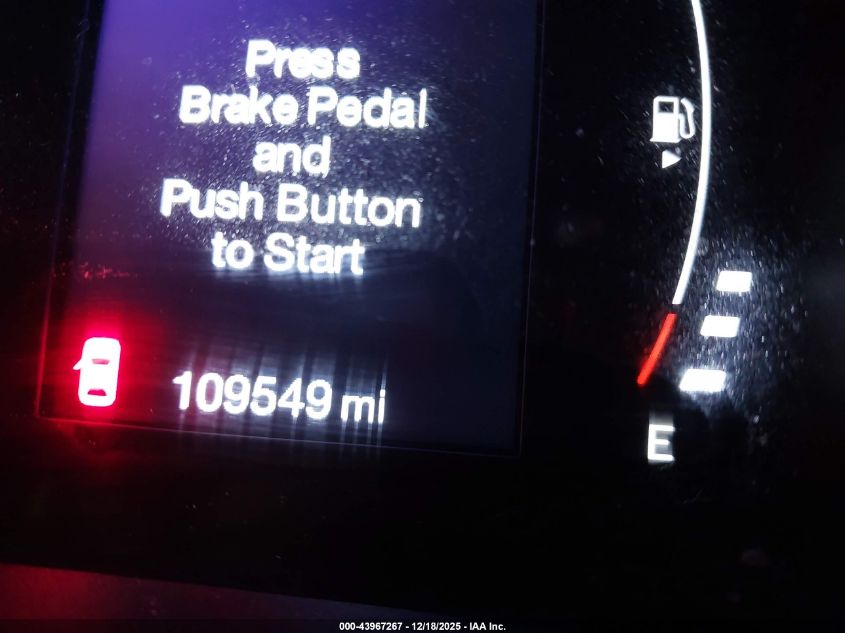 Press
Brake Pedal
and
Push Button
to Start
109549 mi
E
000-43967267 - 12/18/2025 - IAA Inc.